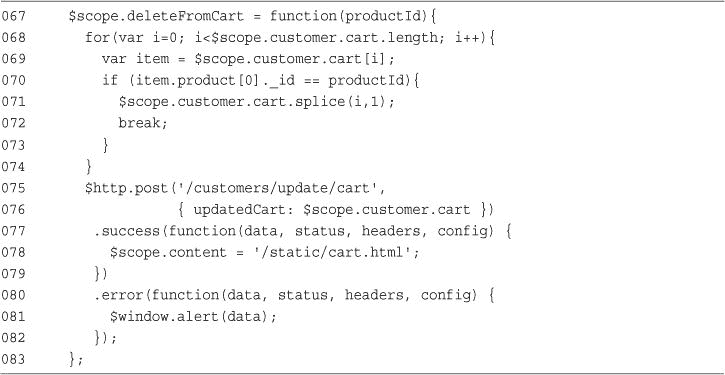 067     $scope.deleteFromCart = function(productId){
068       for(var i=0; i<$scope.customer.cart.length; i++){
069         var item = $scope.customer.cart[i];
070         if (item.product[0]._id == productId){
071           $scope.customer.cart.splice(i,1);
072           break;
073         }
074       }
075       $http.post('/customers/update/cart',
076                  { updatedCart: $scope.customer.cart })
077        .success(function(data, status, headers, config) {
078          $scope.content = '/static/cart.html';
079        })
080        .error(function(data, status, headers, config) {
081          $window.alert(data);
082        });
083     };